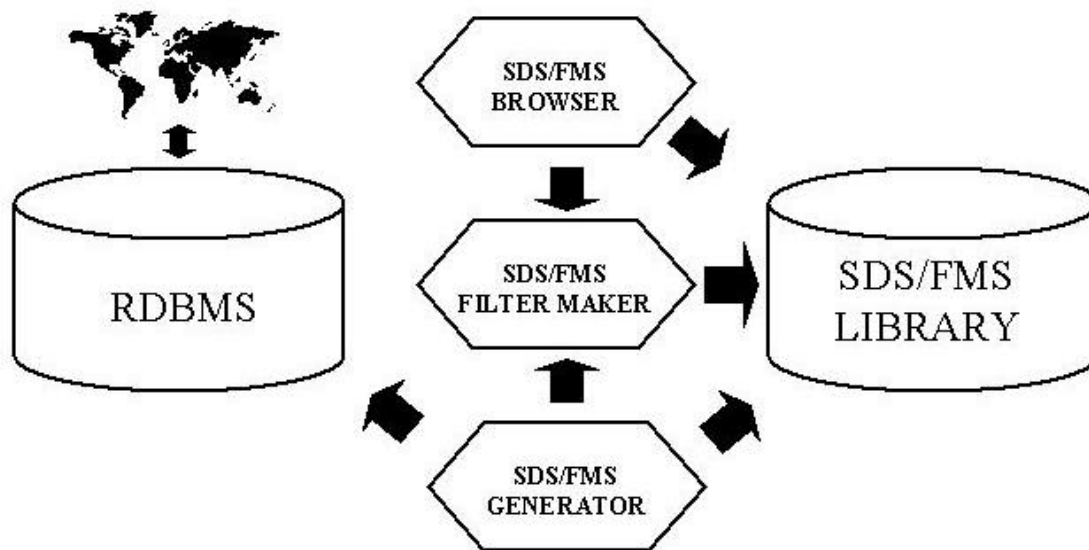 SDS/FMS
BROWSER
RDBMS
SDS/FMS
FILTER MAKER
SDS/FMS
LIBRARY
SDS/FMS
GENERATOR